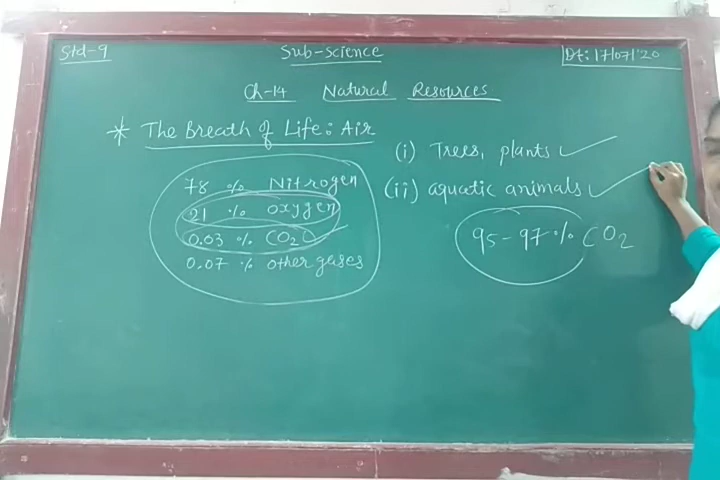 Std-9
Sub-Science
Dt: 17/07/'20
Ch-14 Natural Resources
* The Breath of Life: Air
78 % Nitrogen
21 % oxygen
0.03 % CO2
0.07 % other gases
(i) Trees, plants
(ii) aquatic animals
95-97 % CO2